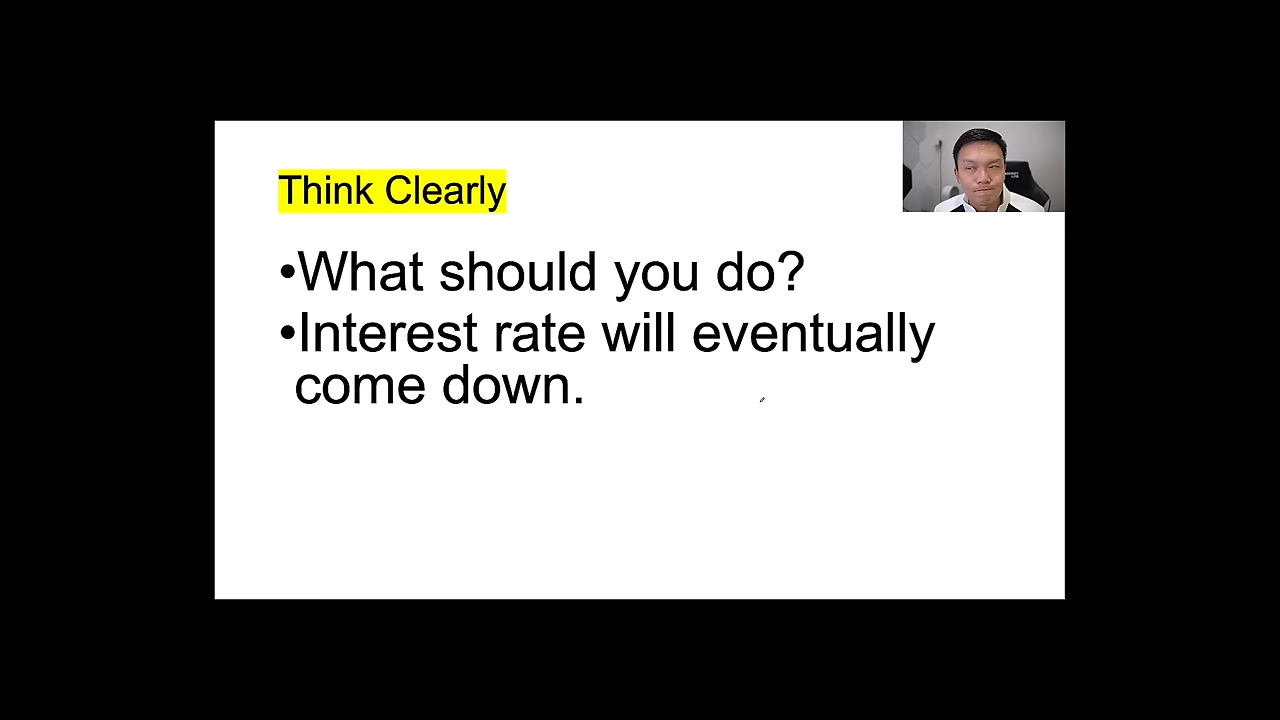 Think Clearly
•What should you do?
•Interest rate will eventually
come down.